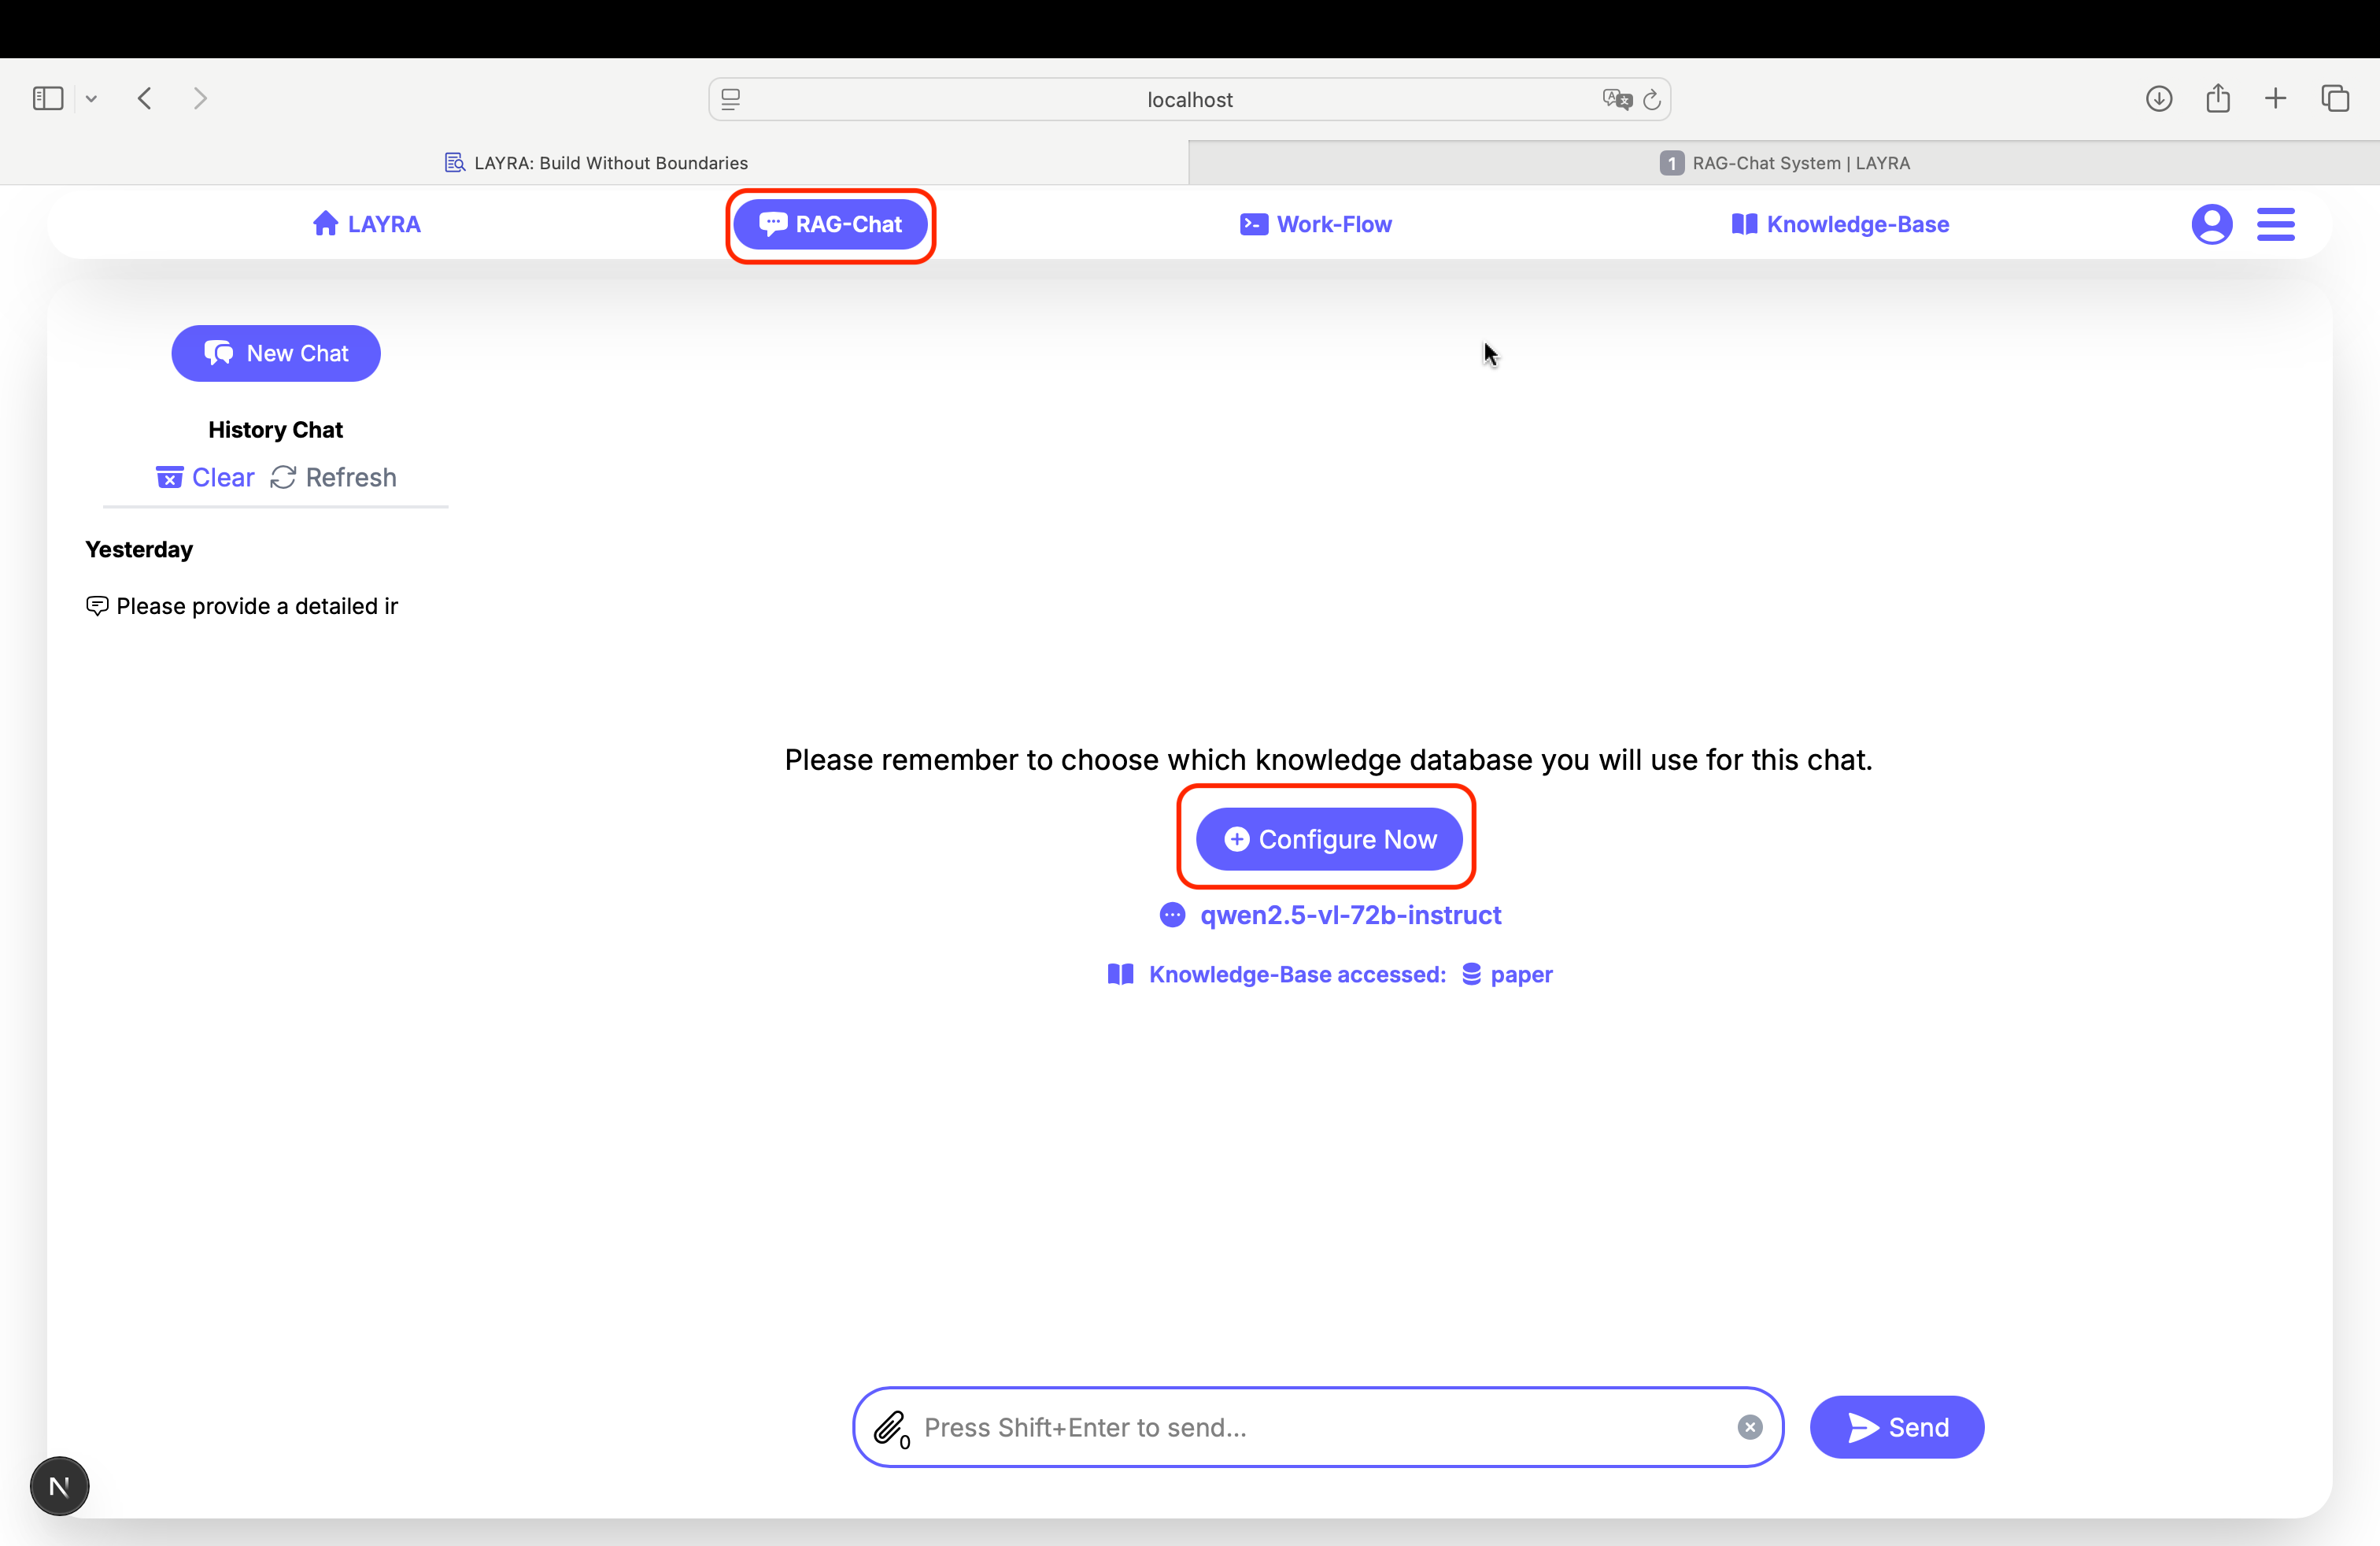 localhost
LAYRA: Build Without Boundaries
1 RAG-Chat System | LAYRA
LAYRA
RAG-Chat
Work-Flow
Knowledge-Base
New Chat
History Chat
Clear Refresh
Yesterday
Please provide a detailed ir
Please remember to choose which knowledge database you will use for this chat.
Configure Now
qwen2.5-vl-72b-instruct
Knowledge-Base accessed: paper
0 Press Shift+Enter to send...
Send
N